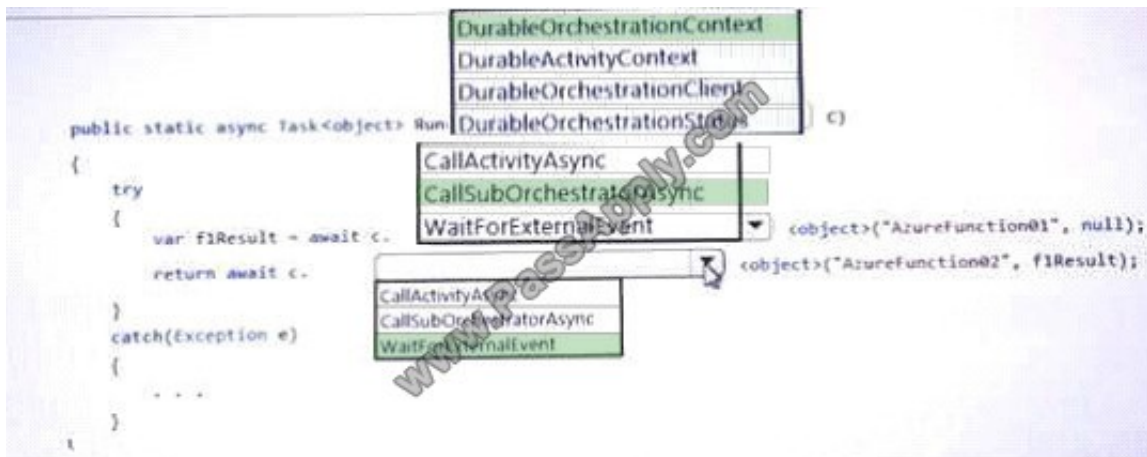 DurableOrchestrationContext
DurableActivityContext
DurableOrchestrationClient
public static async Task<object> Run DurableOrchestrationStatus c)
{
CallActivityAsync
try
CallSubOrchestratorAsync
{
WaitForExternalEvent
var f1Result = await c. <object>("AzureFunction01", null);
return await c. <object>("AzureFunction02", f1Result);
CallActivityAsync
}
CallSubOrchestratorAsync
catch(Exception e)
WaitForExternalEvent
{
. . .
}
www.PassApply.com